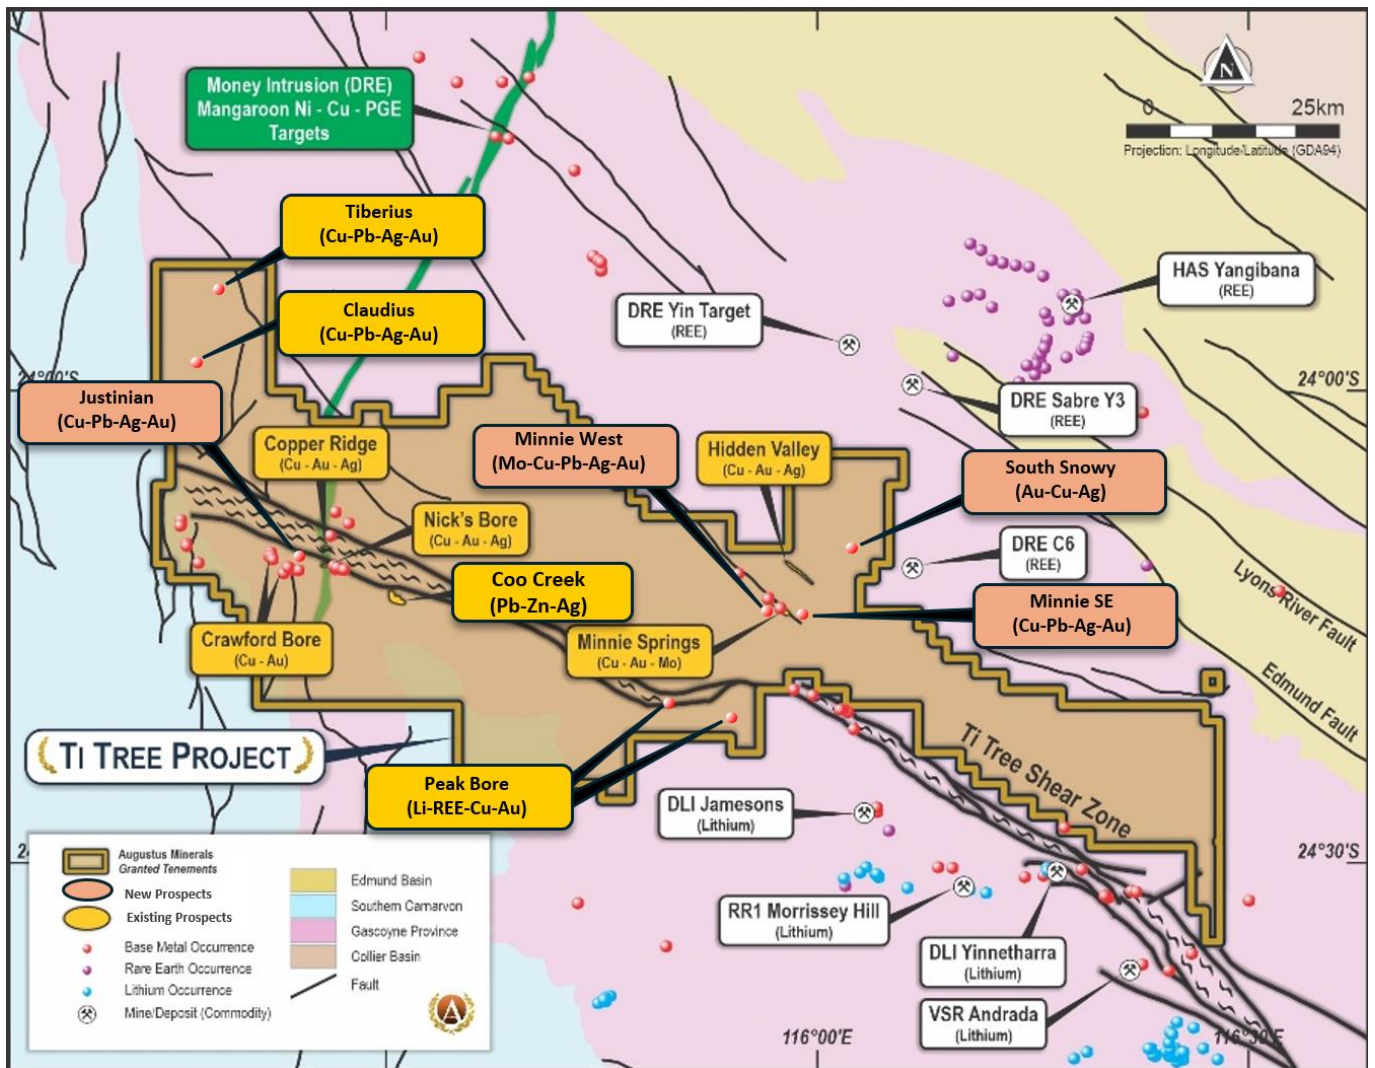 Money Intrusion (DRE)
Mangaroon Ni - Cu - PGE
Targets
N
0
25km
Projection: Longitude/Latitude (GDA94)
Tiberius
(Cu-Pb-Ag-Au)
HAS Yangibana
(REE)
Claudius
(Cu-Pb-Ag-Au)
DRE Yin Target
(REE)
24°00'S
24°00'S
Justinian
(Cu-Pb-Ag-Au)
DRE Sabre Y3
(REE)
Copper Ridge
(Cu - Au - Ag)
Minnie West
(Mo-Cu-Pb-Ag-Au)
Hidden Valley
(Cu - Au - Ag)
South Snowy
(Au-Cu-Ag)
Nick's Bore
(Cu - Au - Ag)
DRE C6
(REE)
Coo Creek
(Pb-Zn-Ag)
Lyons River Fault
Minnie SE
(Cu-Pb-Ag-Au)
Crawford Bore
(Cu - Au)
Minnie Springs
(Cu - Au - Mo)
Edmund Fault
TI TREE PROJECT
Ti Tree Shear Zone
Peak Bore
(Li-REE-Cu-Au)
DLI Jamesons
(Lithium)
24°30'S
2
Augustus Minerals
Granted Tenements
New Prospects
Existing Prospects
Base Metal Occurrence
Rare Earth Occurrence
Lithium Occurrence
Mine/Deposit (Commodity)
Edmund Basin
Southern Carnarvon
Gascoyne Province
Collier Basin
Fault
A
RR1 Morrissey Hill
(Lithium)
DLI Yinnetharra
(Lithium)
VSR Andrada
(Lithium)
116°00'E
116°30'E